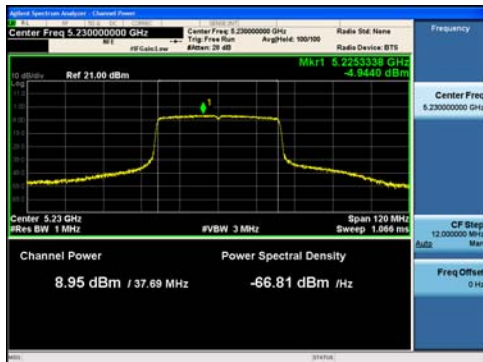 Agilent Spectrum Analyzer - Channel Power
Center Freq 5.230000000 GHz
Center Freq: 5.230000000 GHz
Radio Std: None
Trig: Free Run
Avg|Hold: 100/100
#IFGain:Low
#Atten: 20 dB
Radio Device: BTS
Mkr1 5.2253338 GHz
-4.9440 dBm
10 dB/div
Ref 21.00 dBm
Log
1
Center 5.23 GHz
Span 120 MHz
#Res BW 1 MHz
#VBW 3 MHz
Sweep 1.066 ms
Channel Power
Power Spectral Density
8.95 dBm / 37.69 MHz
-66.81 dBm /Hz
Frequency
Center Freq
5.230000000 GHz
CF Step
12.000000 MHz
Auto
Man
Freq Offset
0 Hz
MSG
STATUS